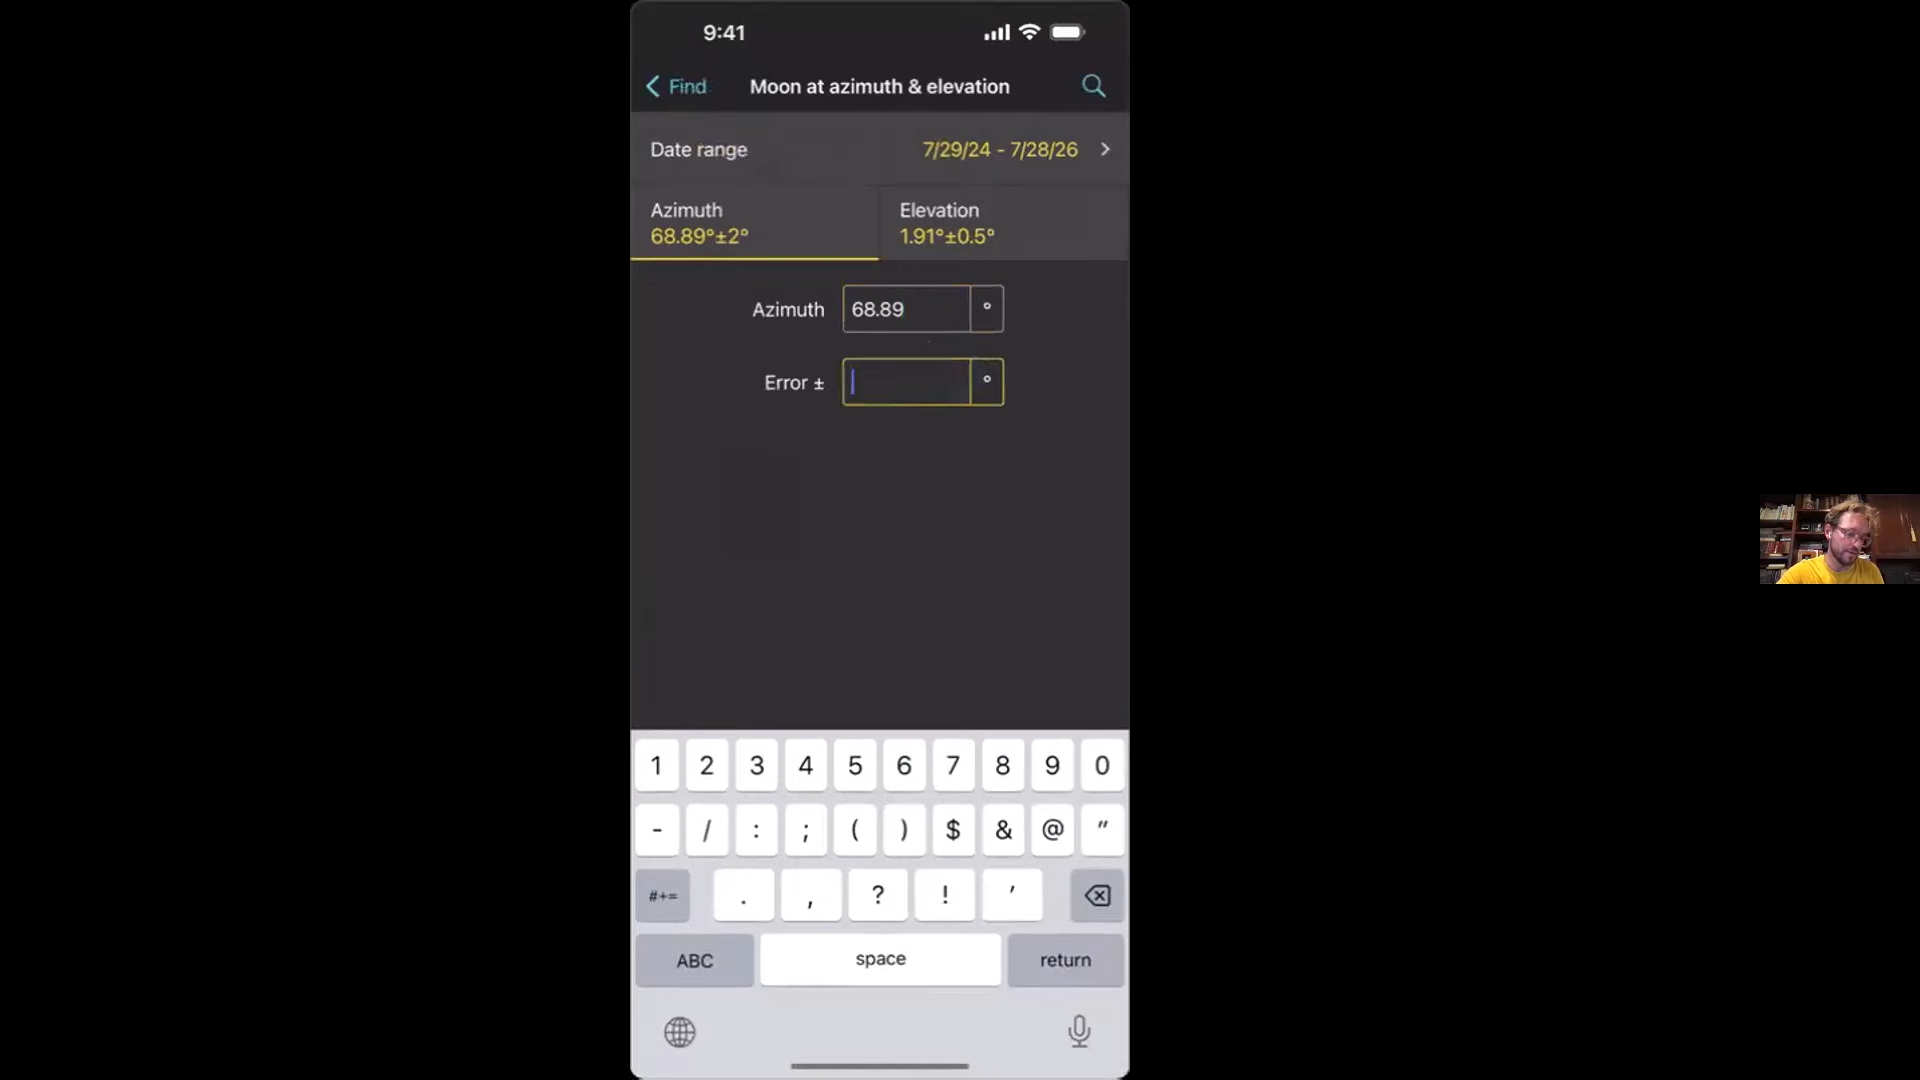 9:41
Find Moon at azimuth & elevation
Date range 7/29/24 - 7/28/26
Azimuth Elevation
68.89°±2° 1.91°±0.5°
Azimuth 68.89 °
Error ± °
1 2 3 4 5 6 7 8 9 0
- / : ; ( ) $ & @ "
#+= . , ? ! ′
ABC space return